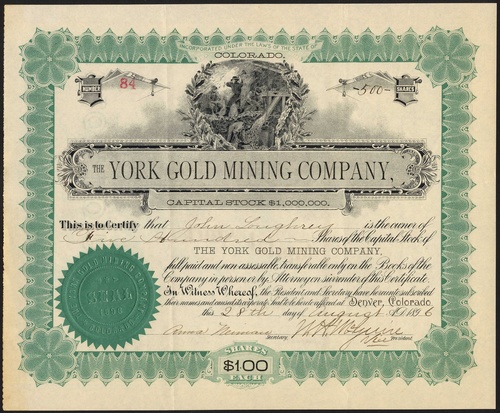 INCORPORATED UNDER THE LAWS OF THE STATE OF
COLORADO.
NUMBER
84
-500-
SHARES
THE YORK GOLD MINING COMPANY.
CAPITAL STOCK $1,000,000.
This is to Certify that John Loughrey is the owner of
Five Hundred Shares of the Capital Stock of
THE YORK GOLD MINING COMPANY.
full paid and non assessable, transferable only on the Books of the
Company in person or by Attorney on surrender of this Certificate.
In Witness Whereof, the President and Secretary have hereunto subscribed
their names and caused the corporate Seal to be hereto affixed at Denver, Colorado
this 28th day of August 1896
Anna
Secretary
Vice President
SHARES
$1.00
EACH